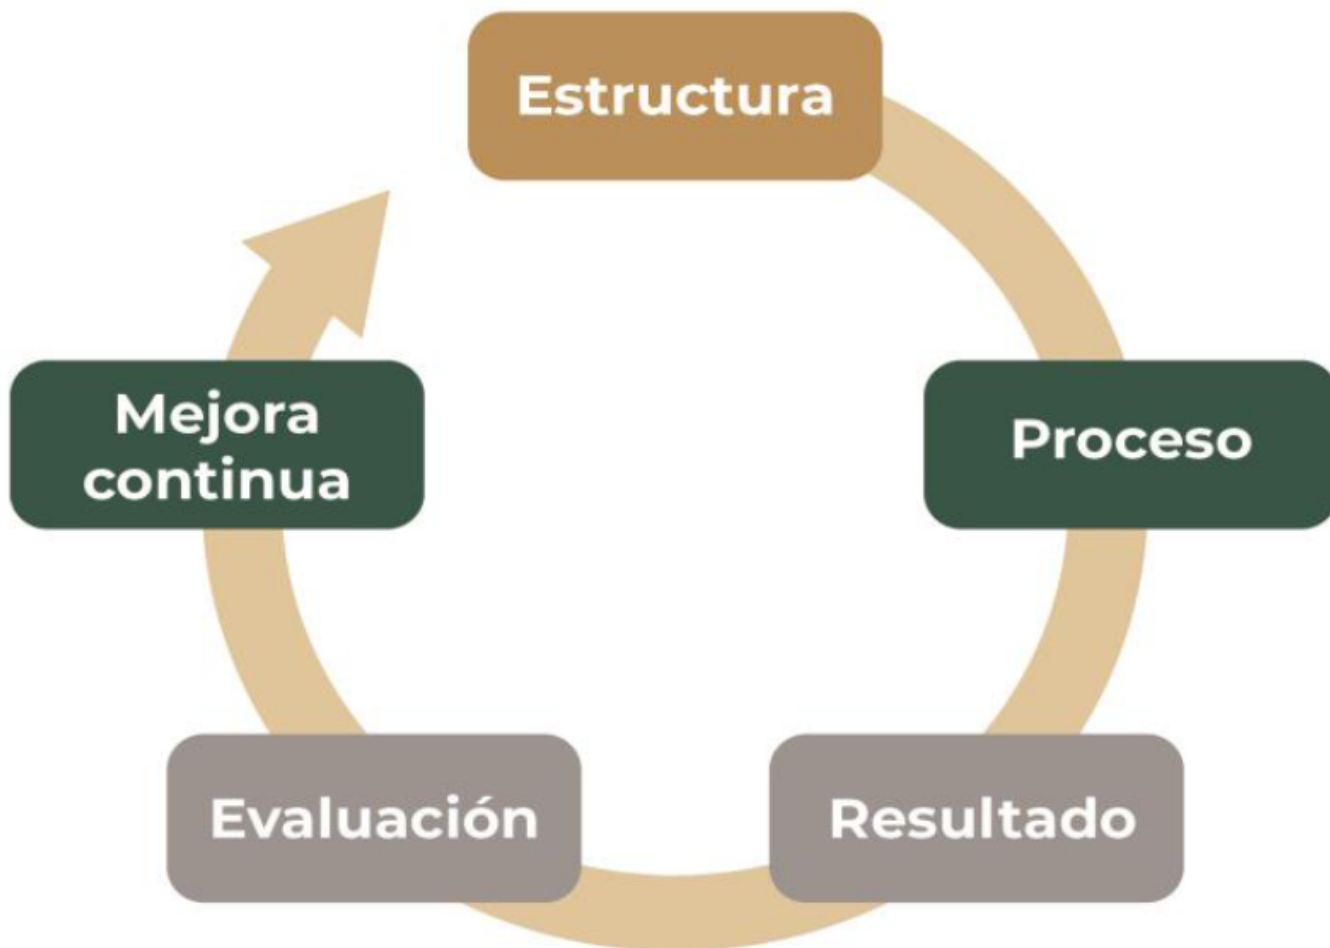 Estructura
Proceso
Resultado
Evaluación
Mejora
continua